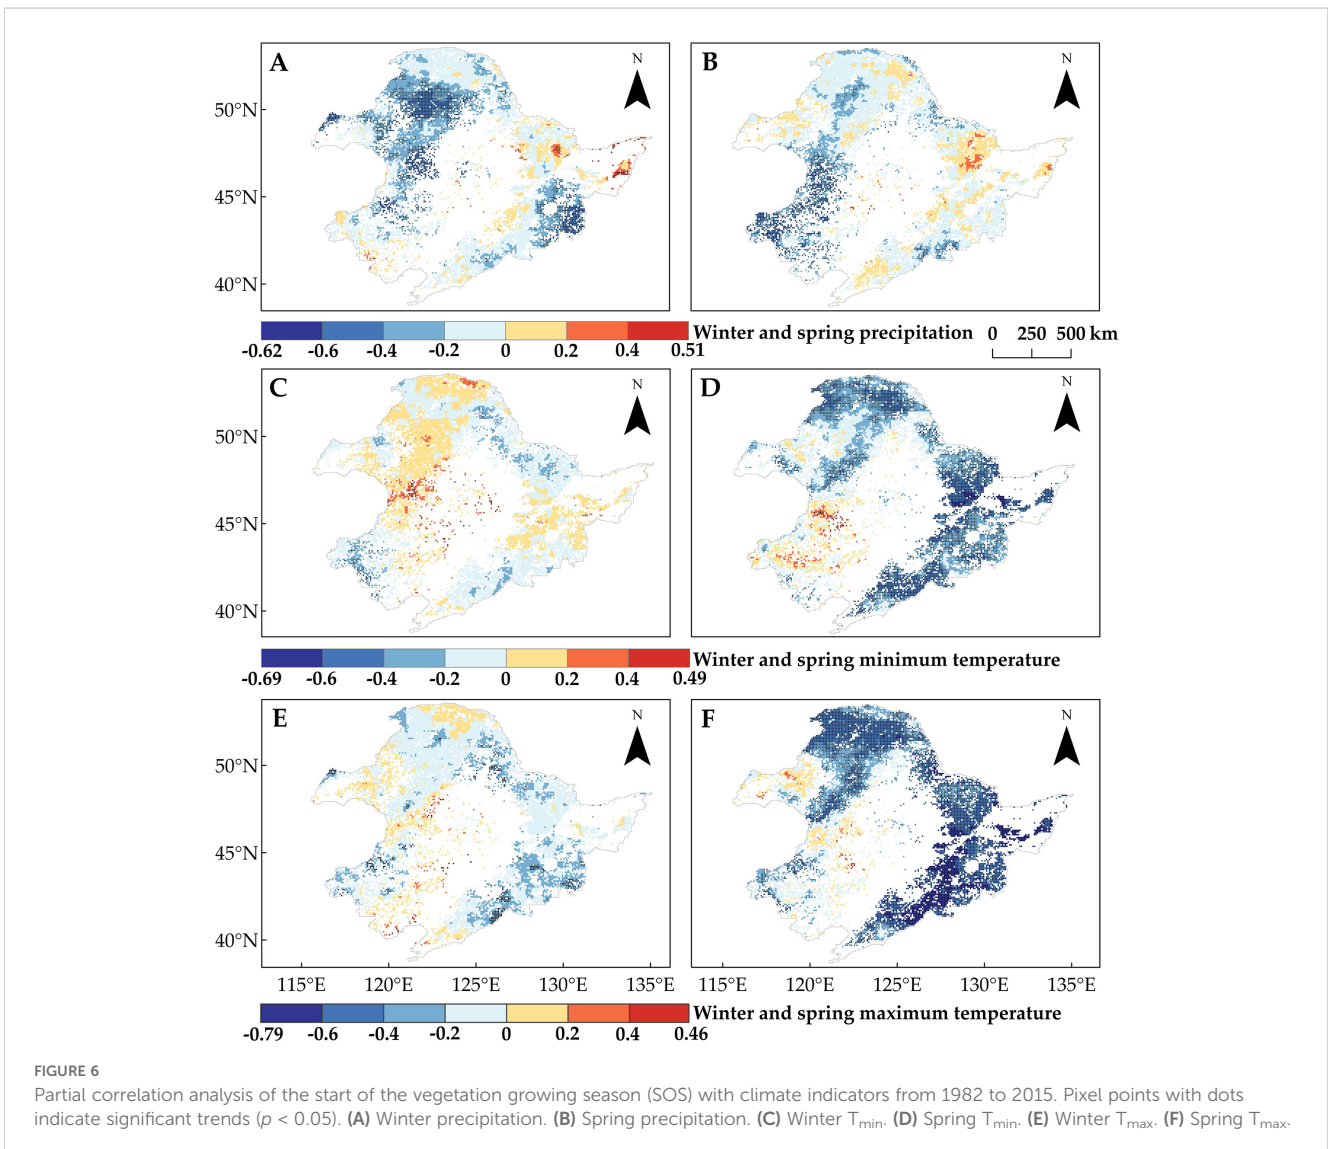 A
N
50°N
45°N
40°N
B
N
-0.62 -0.6 -0.4 -0.2 0 0.2 0.4 0.51
Winter and spring precipitation
0 250 500 km
C
N
50°N
45°N
40°N
D
N
-0.69 -0.6 -0.4 -0.2 0 0.2 0.4 0.49
Winter and spring minimum temperature
E
N
50°N
45°N
40°N
115°E 120°E 125°E 130°E 135°E
F
N
115°E 120°E 125°E 130°E 135°E
-0.79 -0.6 -0.4 -0.2 0 0.2 0.4 0.46
Winter and spring maximum temperature
FIGURE 6
Partial correlation analysis of the start of the vegetation growing season (SOS) with climate indicators from 1982 to 2015. Pixel points with dots
indicate significant trends (p < 0.05). (A) Winter precipitation. (B) Spring precipitation. (C) Winter Tmin. (D) Spring Tmin. (E) Winter Tmax. (F) Spring Tmax.